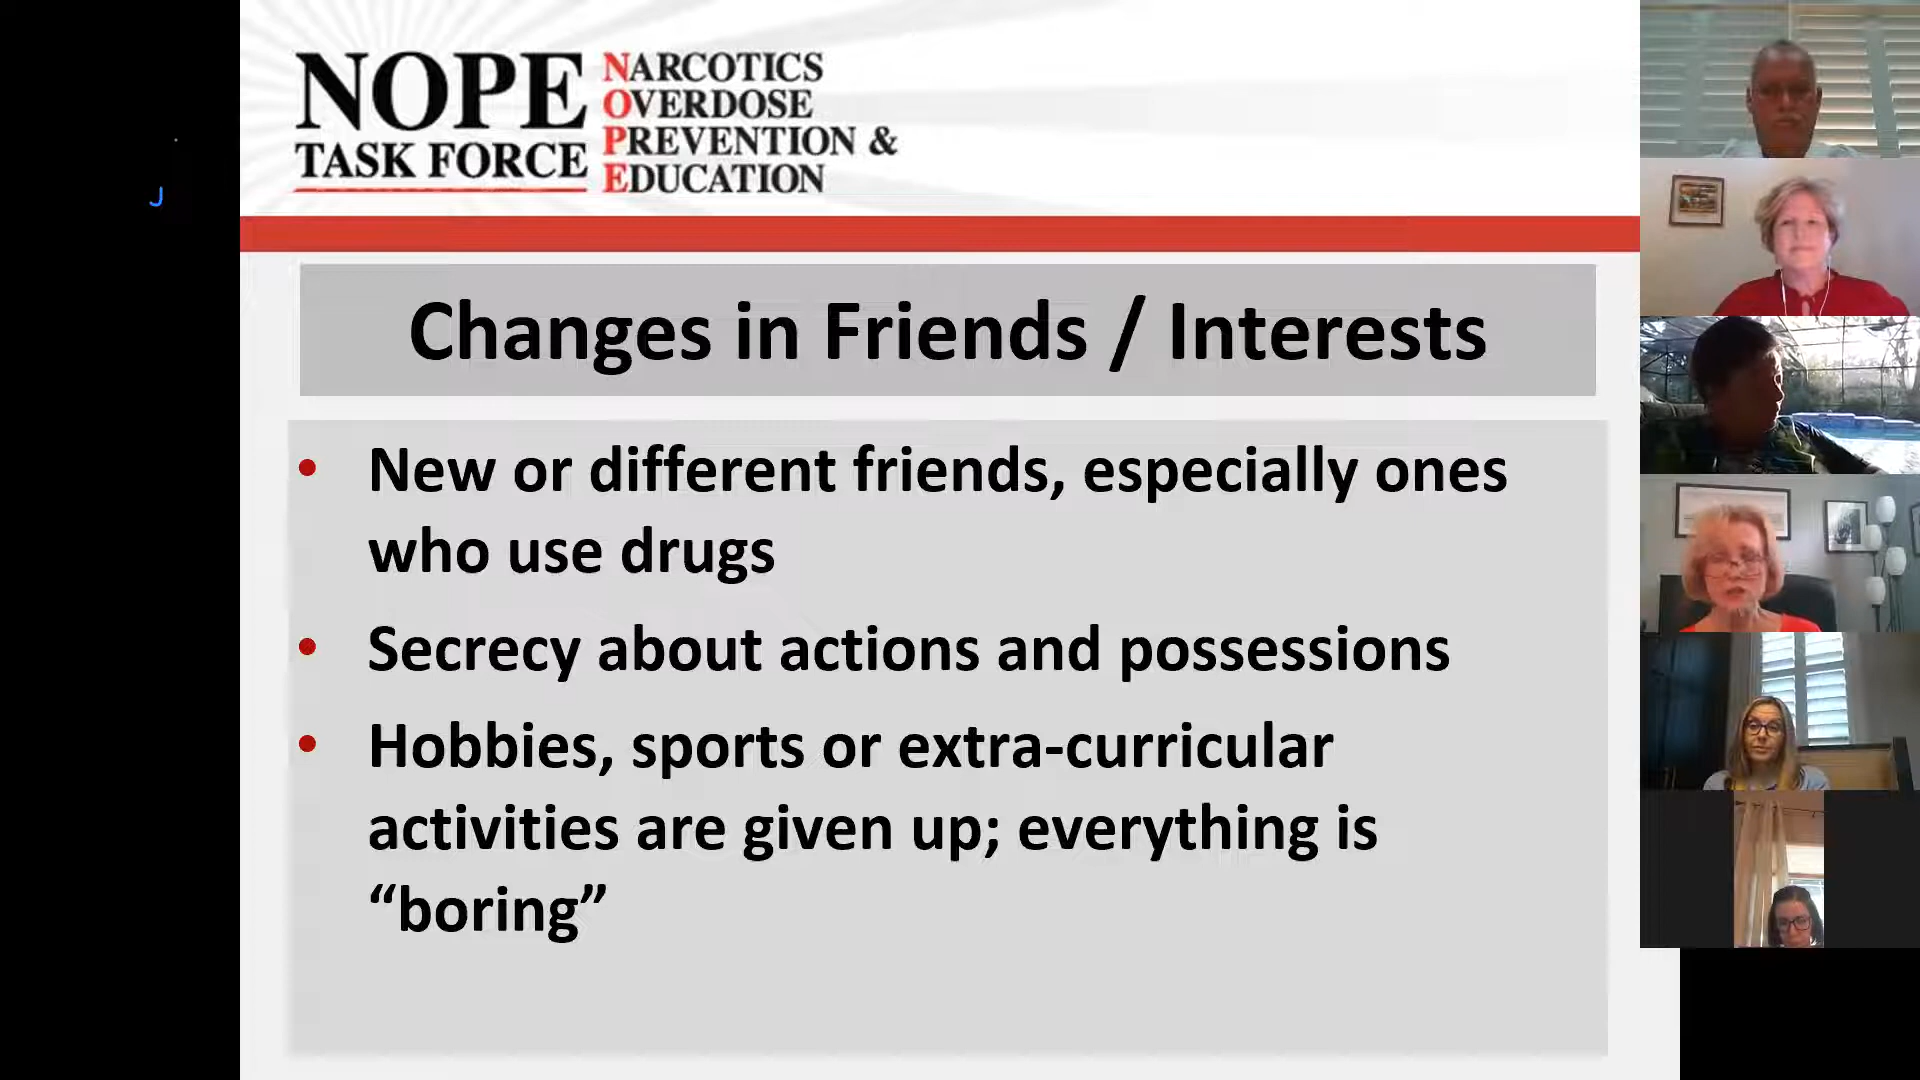 NOPE
TASK FORCE
NARCOTICS
OVERDOSE
PREVENTION &
EDUCATION
J
Changes in Friends / Interests
• New or different friends, especially ones
who use drugs
• Secrecy about actions and possessions
• Hobbies, sports or extra-curricular
activities are given up; everything is
“boring”